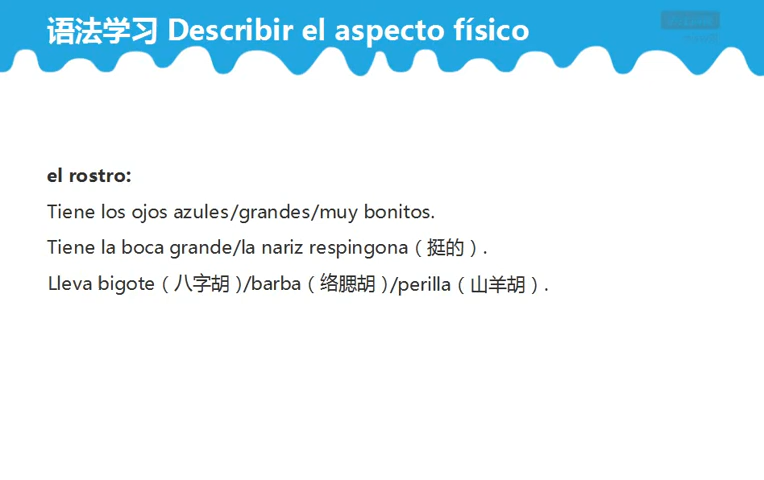 语法学习 Describir el aspecto físico
el rostro:
Tiene los ojos azules/grandes/muy bonitos.
Tiene la boca grande/la nariz respingona（挺的）.
Lleva bigote（八字胡）/barba（络腮胡）/perilla（山羊胡）.